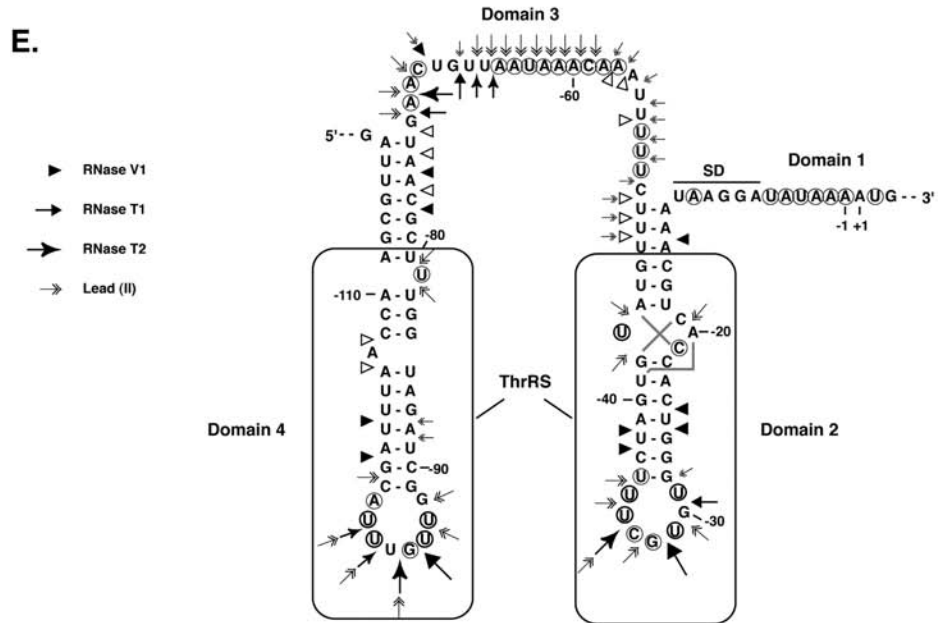 Domain 3
E.
C U G U U A A U A A A C A A A
A U
A -60 U
G U
5'-- G U
A - U U
U - A C SD Domain 1
U - A U A A G G A U A U A A A A U G -- 3'
G - C -1 +1
C - G U - A
G - C -80 U - A
A - U U - A
U G - C
-110 A - U U - G
C - G A - U
C - G U C A -20
A C
A - U G - C
U - A U - A
U - G -40 G - C
U - A A - U
A - U U - G
G - C -90 C - G
C - G U - G
A G U U
U U U G -30
U U G U C G U
RNase V1
RNase T1
RNase T2
Lead (II)
ThrRS
Domain 4
Domain 2